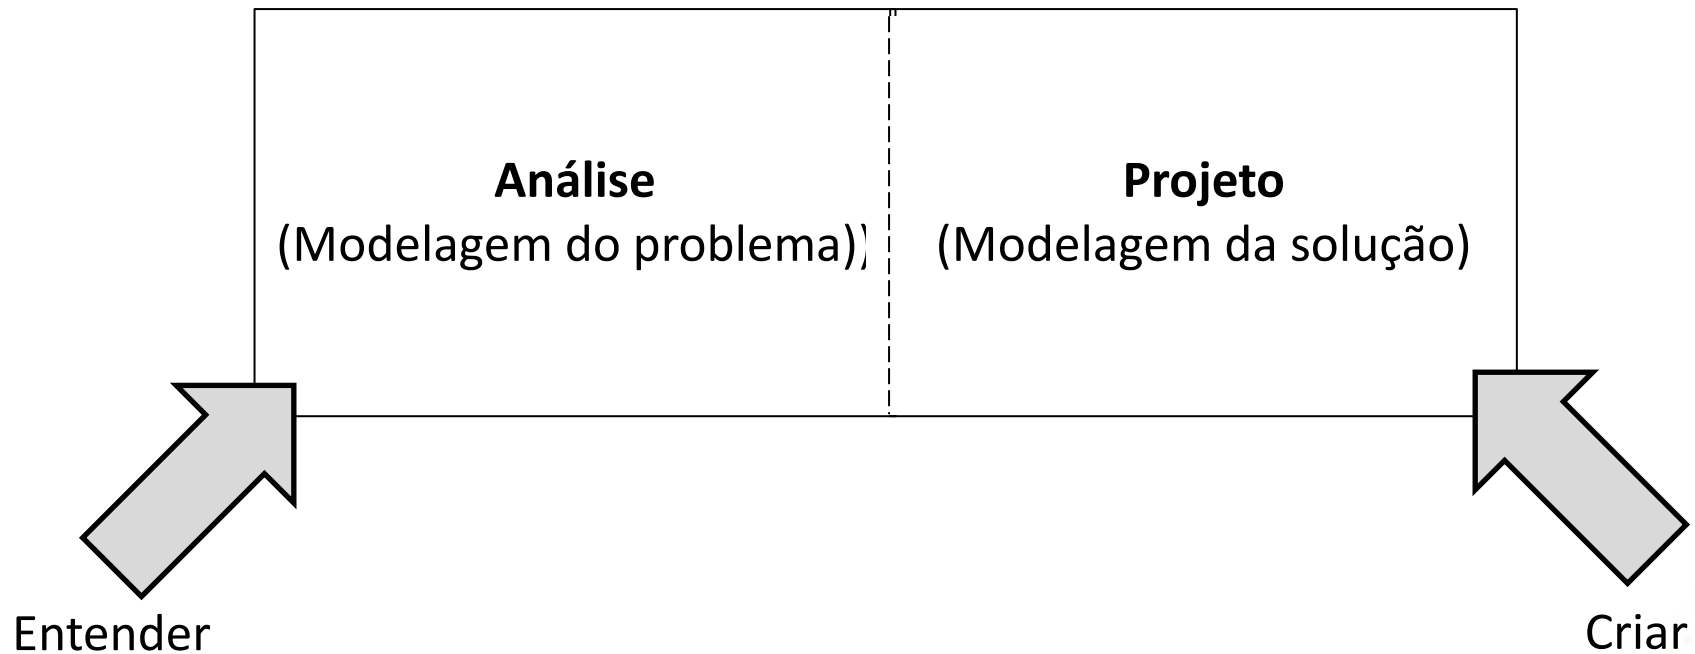 Análise
(Modelagem do problema))
Projeto
(Modelagem da solução)
Entender
Criar